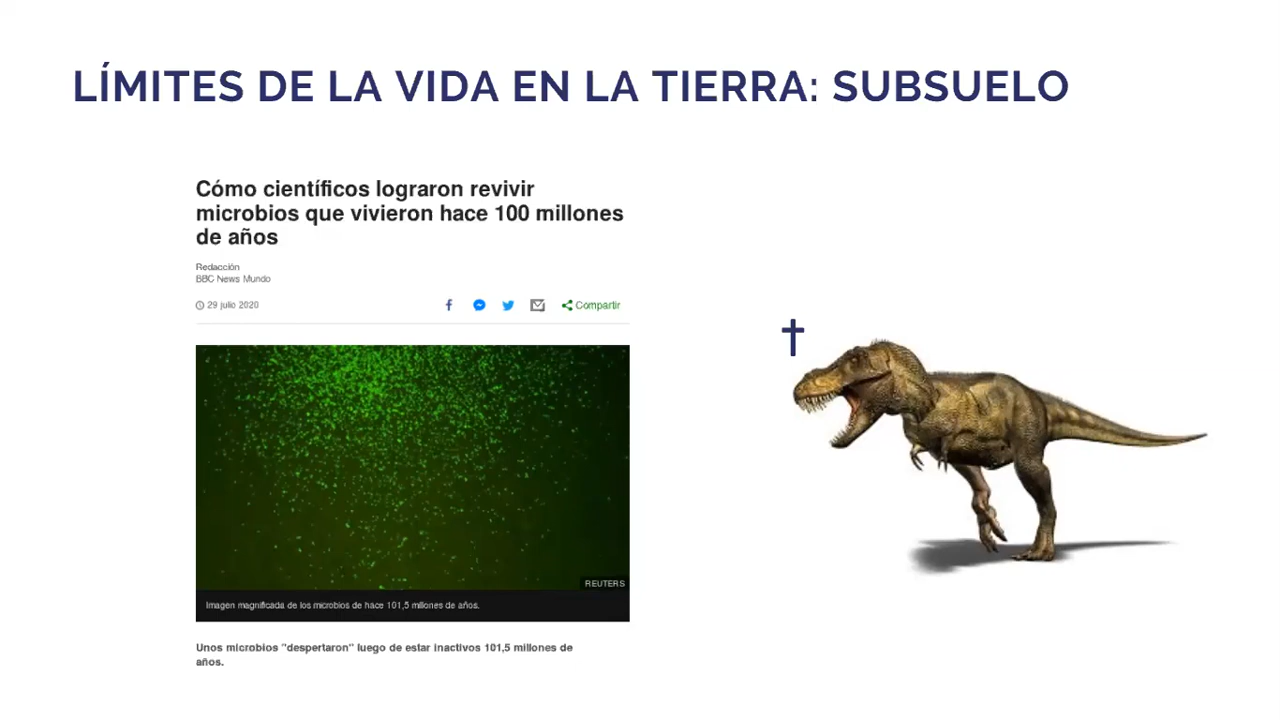 LÍMITES DE LA VIDA EN LA TIERRA: SUBSUELO
Cómo científicos lograron revivir
microbios que vivieron hace 100 millones
de años
Redacción
BBC News Mundo
29 julio 2020
Compartir
†
REUTERS
Imagen magnificada de los microbios de hace 101,5 millones de años.
Unos microbios "despertaron" luego de estar inactivos 101,5 millones de
años.